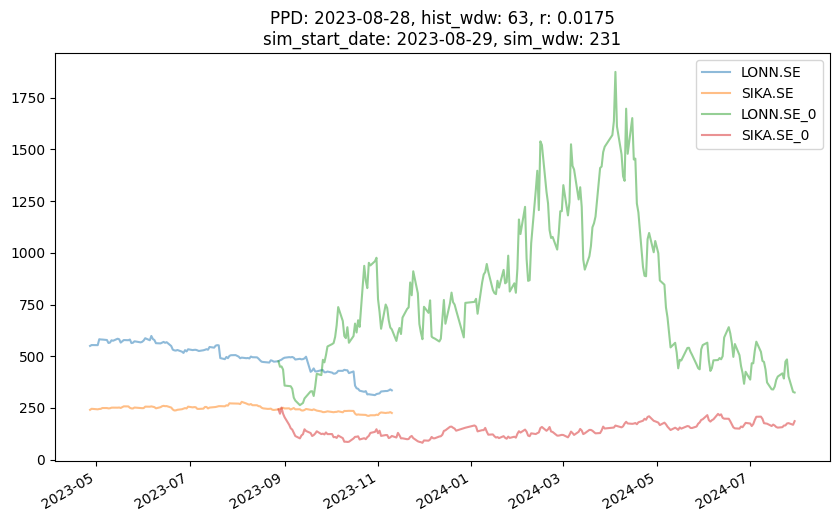 PPD: 2023-08-28, hist_wdw: 63, r: 0.0175
sim_start_date: 2023-08-29, sim_wdw: 231
LONN.SE
SIKA.SE
LONN.SE_0
SIKA.SE_0
1750
1500
1250
1000
750
500
250
0
2023-05
2023-07
2023-09
2023-11
2024-01
2024-03
2024-05
2024-07